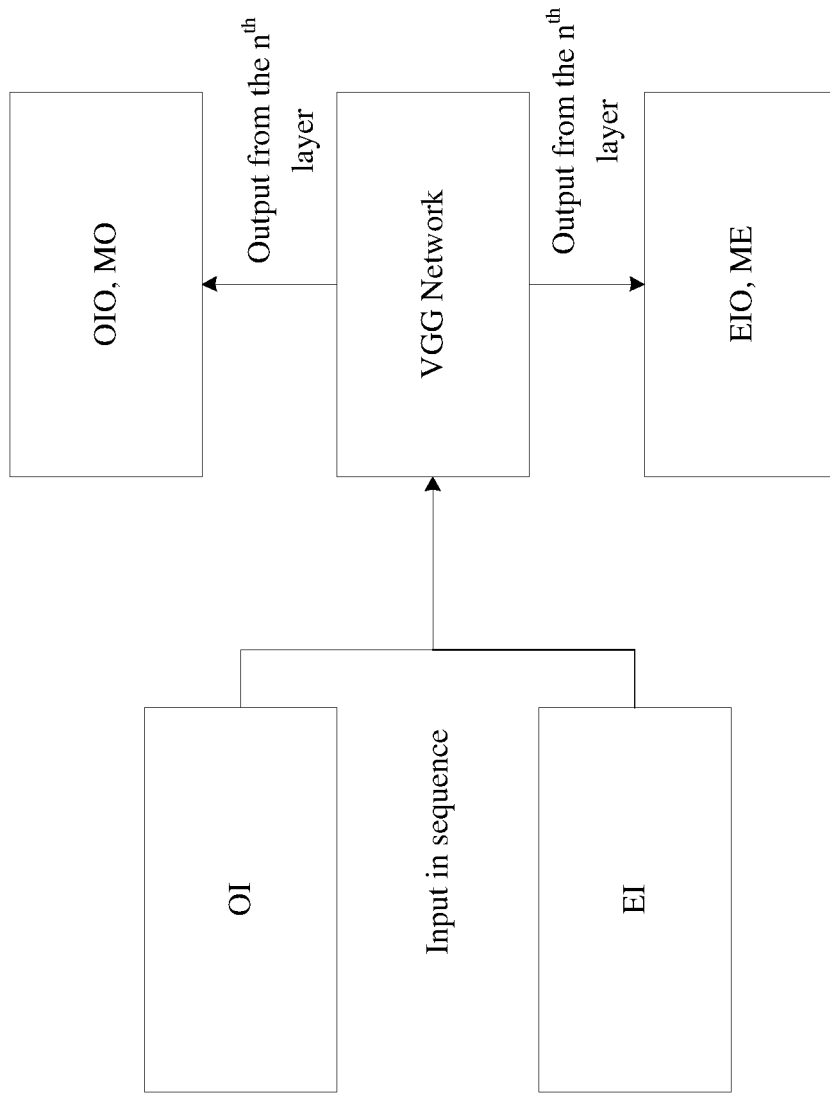 OI
Input in sequence
EI
OIO, MO
Output from the nth
layer
VGG Network
Output from the nth
layer
EIO, ME